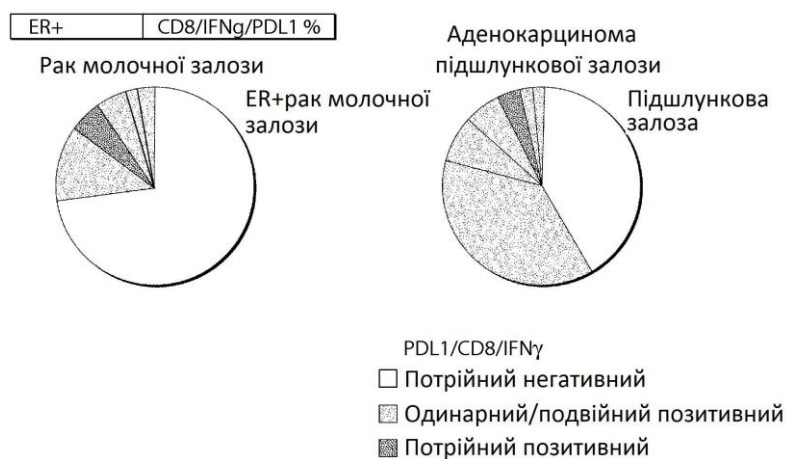 ER+ CD8/IFNg/PDL1 %
Рак молочної залози
ER+рак молочної
залози
Аденокарцинома
підшлункової залози
Підшлункова
залоза
PDL1/CD8/IFNγ
Потрійний негативний
Одинарний/подвійний позитивний
Потрійний позитивний